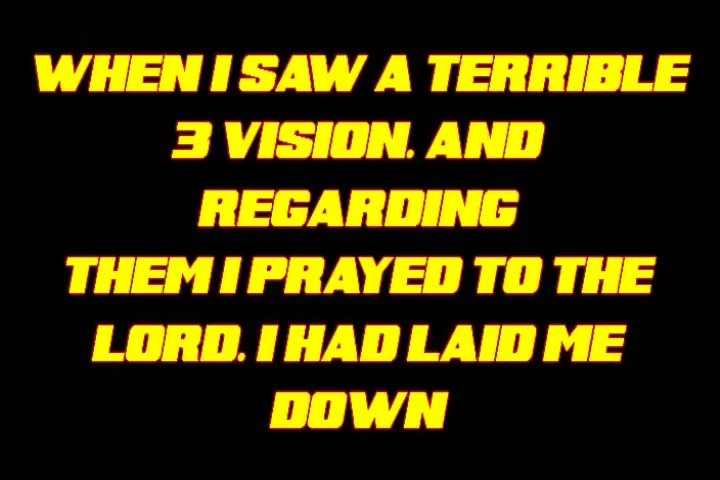 WHEN I SAW A TERRIBLE
3 VISION. AND
REGARDING
THEM I PRAYED TO THE
LORD. I HAD LAID ME
DOWN